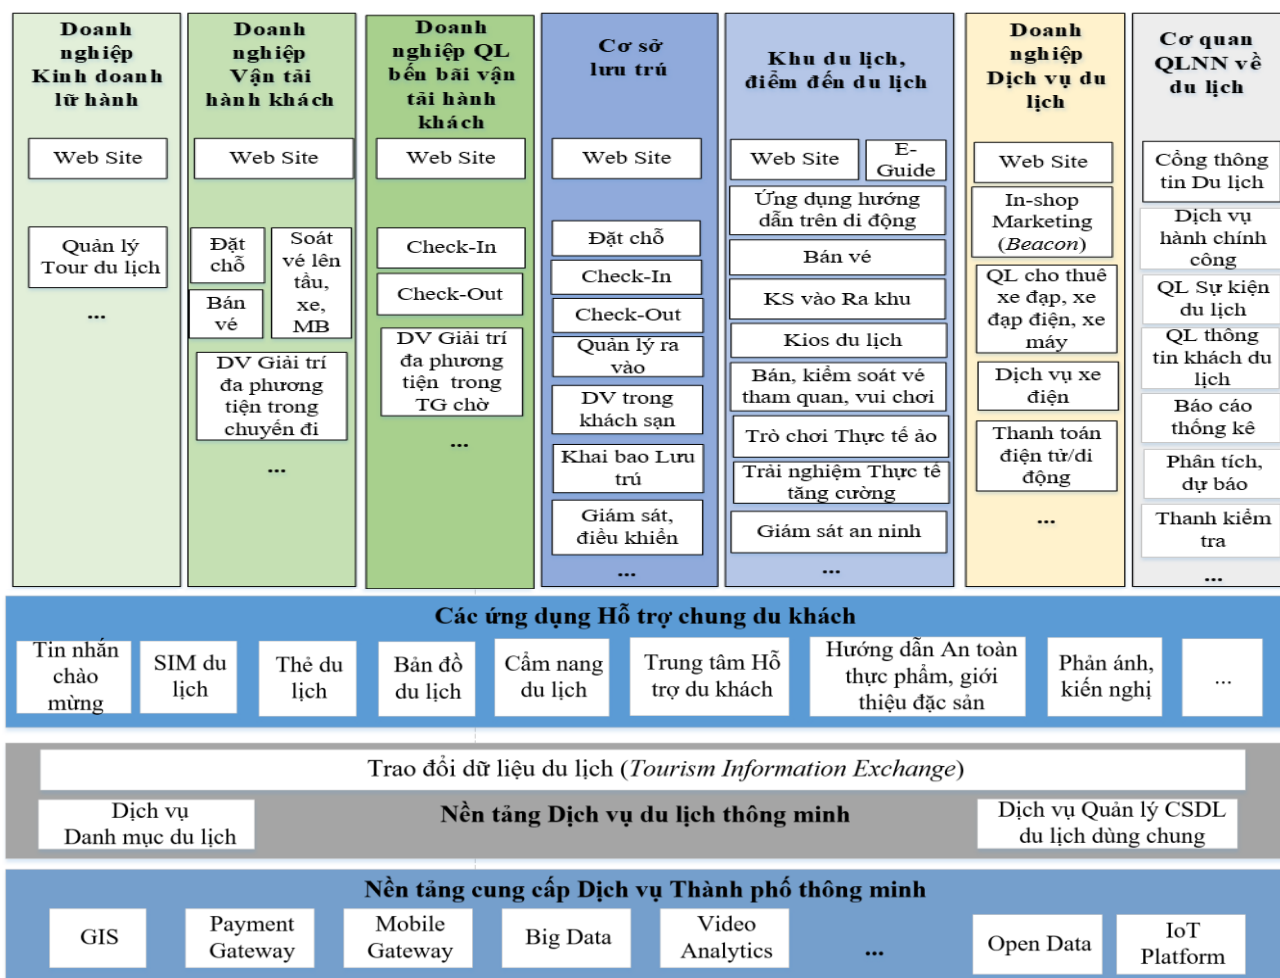 Doanh
nghiệp
Kinh doanh
lữ hành
Web Site
Quản lý
Tour du lịch
...
Doanh
nghiệp
Vận tải
hành khách
Web Site
Đặt
chỗ
Bán
vé
Soát
vé lên
tầu,
xe,
MB
DV Giải trí
đa phương
tiện trong
chuyến đi
...
Doanh
nghiệp QL
bến bãi vận
tải hành
khách
Web Site
Check-In
Check-Out
DV Giải trí
đa phương
tiện trong
TG chờ
...
Cơ sở
lưu trú
Web Site
Đặt chỗ
Check-In
Check-Out
Quản lý ra
vào
DV trong
khách sạn
Khai bao Lưu
trú
Giám sát,
điều khiển
...
Khu du lịch,
điểm đến du lịch
Web Site
E-
Guide
Ứng dụng hướng
dẫn trên di động
Bán vé
KS vào Ra khu
Kios du lịch
Bán, kiểm soát vé
tham quan, vui chơi
Trò chơi Thực tế ảo
Trải nghiệm Thực tế
tăng cường
Giám sát an ninh
...
Doanh
nghiệp
Dịch vụ du
lịch
Web Site
In-shop
Marketing
(Beacon)
QL cho thuê
xe đạp, xe
đạp điện, xe
máy
Dịch vụ xe
điện
Thanh toán
điện tử/di
động
...
Cơ quan
QLNN về
du lịch
Cổng thông
tin Du lịch
Dịch vụ
hành chính
công
QL Sự kiện
du lịch
QL thông
tin khách du
lịch
Báo cáo
thống kê
Phân tích,
dự báo
Thanh kiểm
tra
...
Các ứng dụng Hỗ trợ chung du khách
Tin nhắn
chào
mừng
SIM du
lịch
Thẻ du
lịch
Bản đồ
du lịch
Cẩm nang
du lịch
Trung tâm Hỗ
trợ du khách
Hướng dẫn An toàn
thực phẩm, giới
thiệu đặc sản
Phản ánh,
kiến nghị
...
Trao đổi dữ liệu du lịch (Tourism Information Exchange)
Dịch vụ
Danh mục du lịch
Nền tảng Dịch vụ du lịch thông minh
Dịch vụ Quản lý CSDL
du lịch dùng chung
Nền tảng cung cấp Dịch vụ Thành phố thông minh
GIS
Payment
Gateway
Mobile
Gateway
Big Data
Video
Analytics
...
Open Data
IoT
Platform